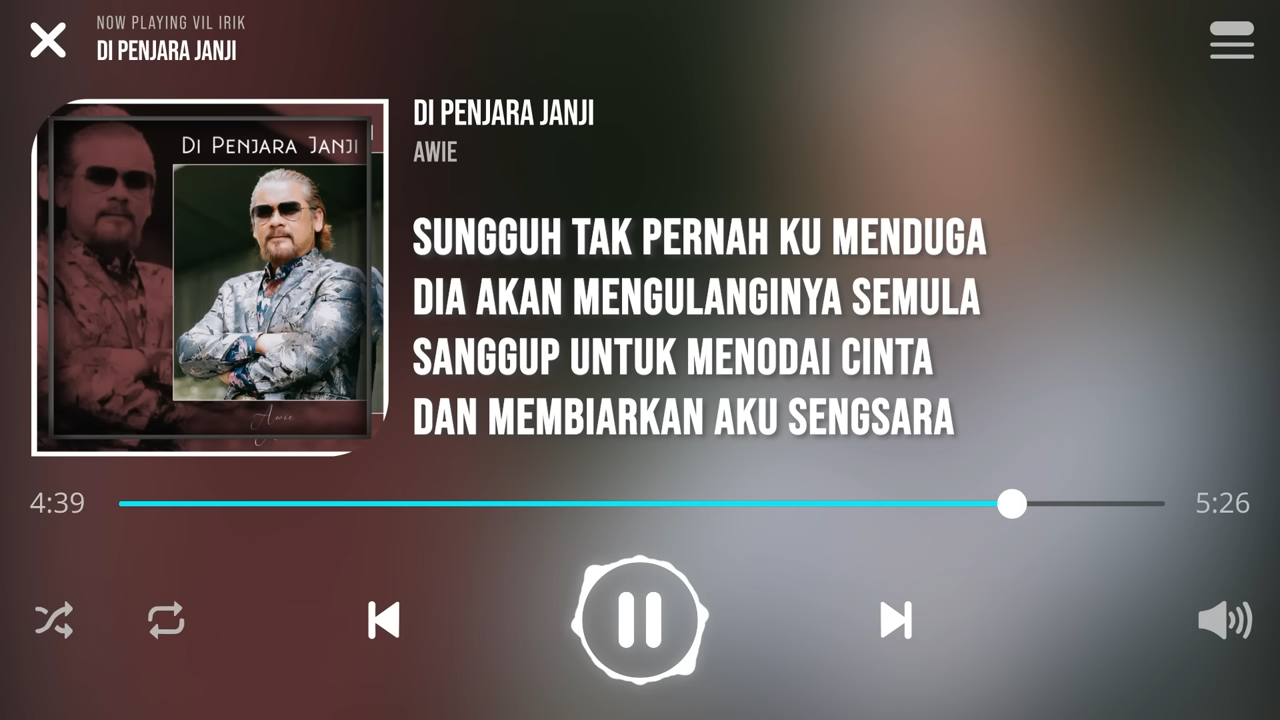 NOW PLAYING VIL IRIK
DI PENJARA JANJI
DI PENJARA JANJI
Awie
DI PENJARA JANJI
AWIE
SUNGGUH TAK PERNAH KU MENDUGA
DIA AKAN MENGULANGINYA SEMULA
SANGGUP UNTUK MENODAI CINTA
DAN MEMBIARKAN AKU SENGSARA
4:39
5:26